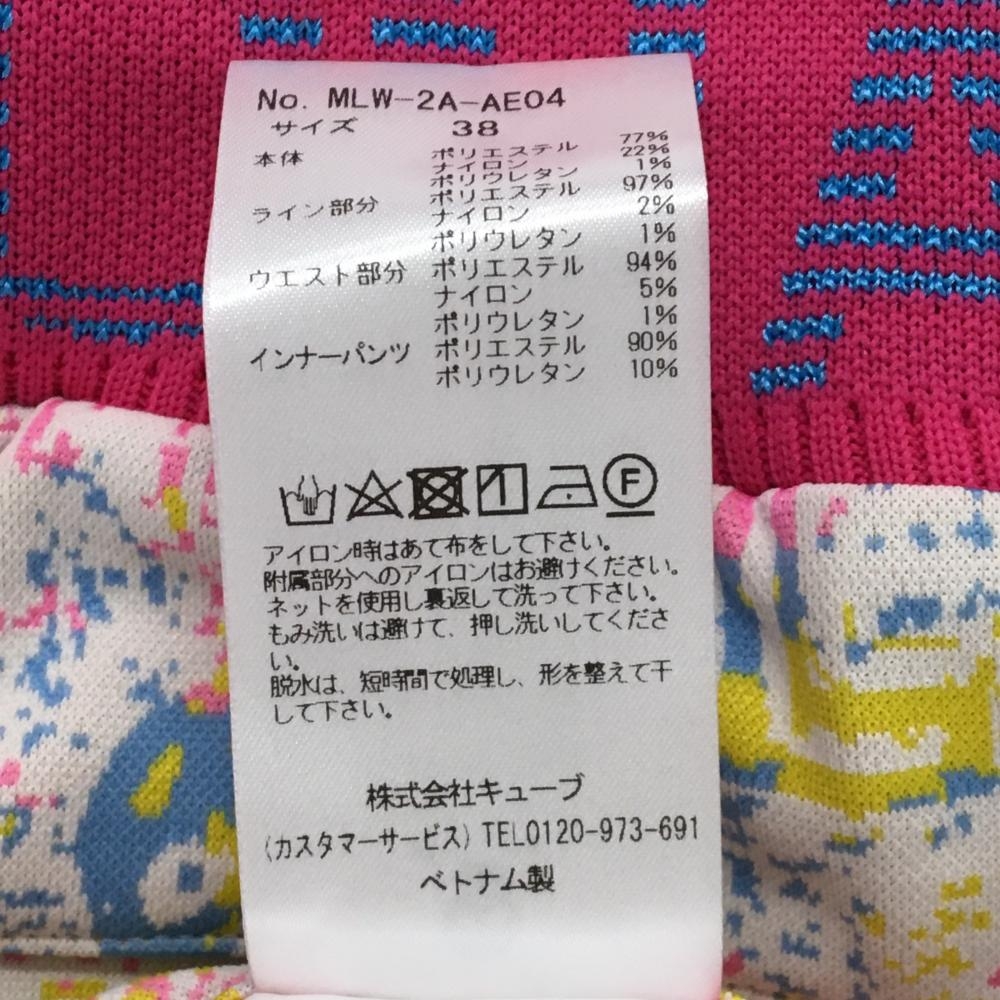 No. MLW-2A-AE04
サイズ 38
本体 ポリエステル 77%
ナイロン 22%
ポリウレタン 1%
ライン部分 ポリエステル 97%
ナイロン 2%
ポリウレタン 1%
ウエスト部分 ポリエステル 94%
ナイロン 5%
ポリウレタン 1%
インナーパンツ ポリエステル 90%
ポリウレタン 10%
F
アイロン時はあて布をして下さい。
附属部分へのアイロンはお避けください。
ネットを使用し裏返して洗って下さい。
もみ洗いは避けて、押し洗いしてくださ
い。
脱水は、短時間で処理し、形を整えて干
して下さい。
株式会社キューブ
(カスタマーサービス) TEL0120-973-691
ベトナム製